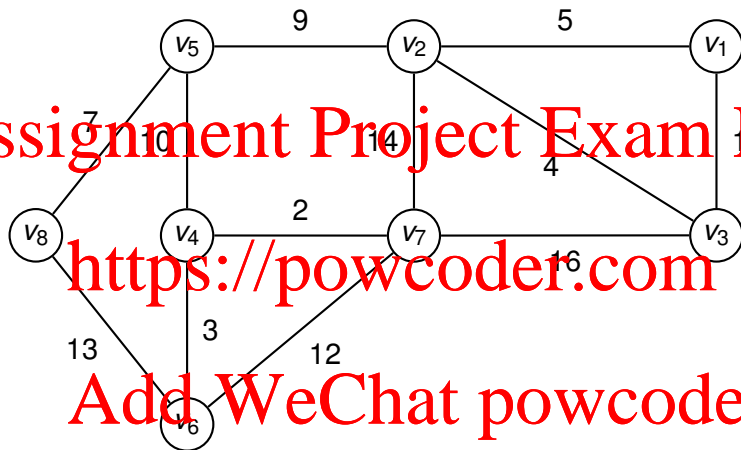 9 5
v5 v2 v1
7
ssignment Project Exam
10 14 4
2
v8 v4 v7 v3
https://powcoder.com
16
3
13 12
Add WeChat powcode
v6